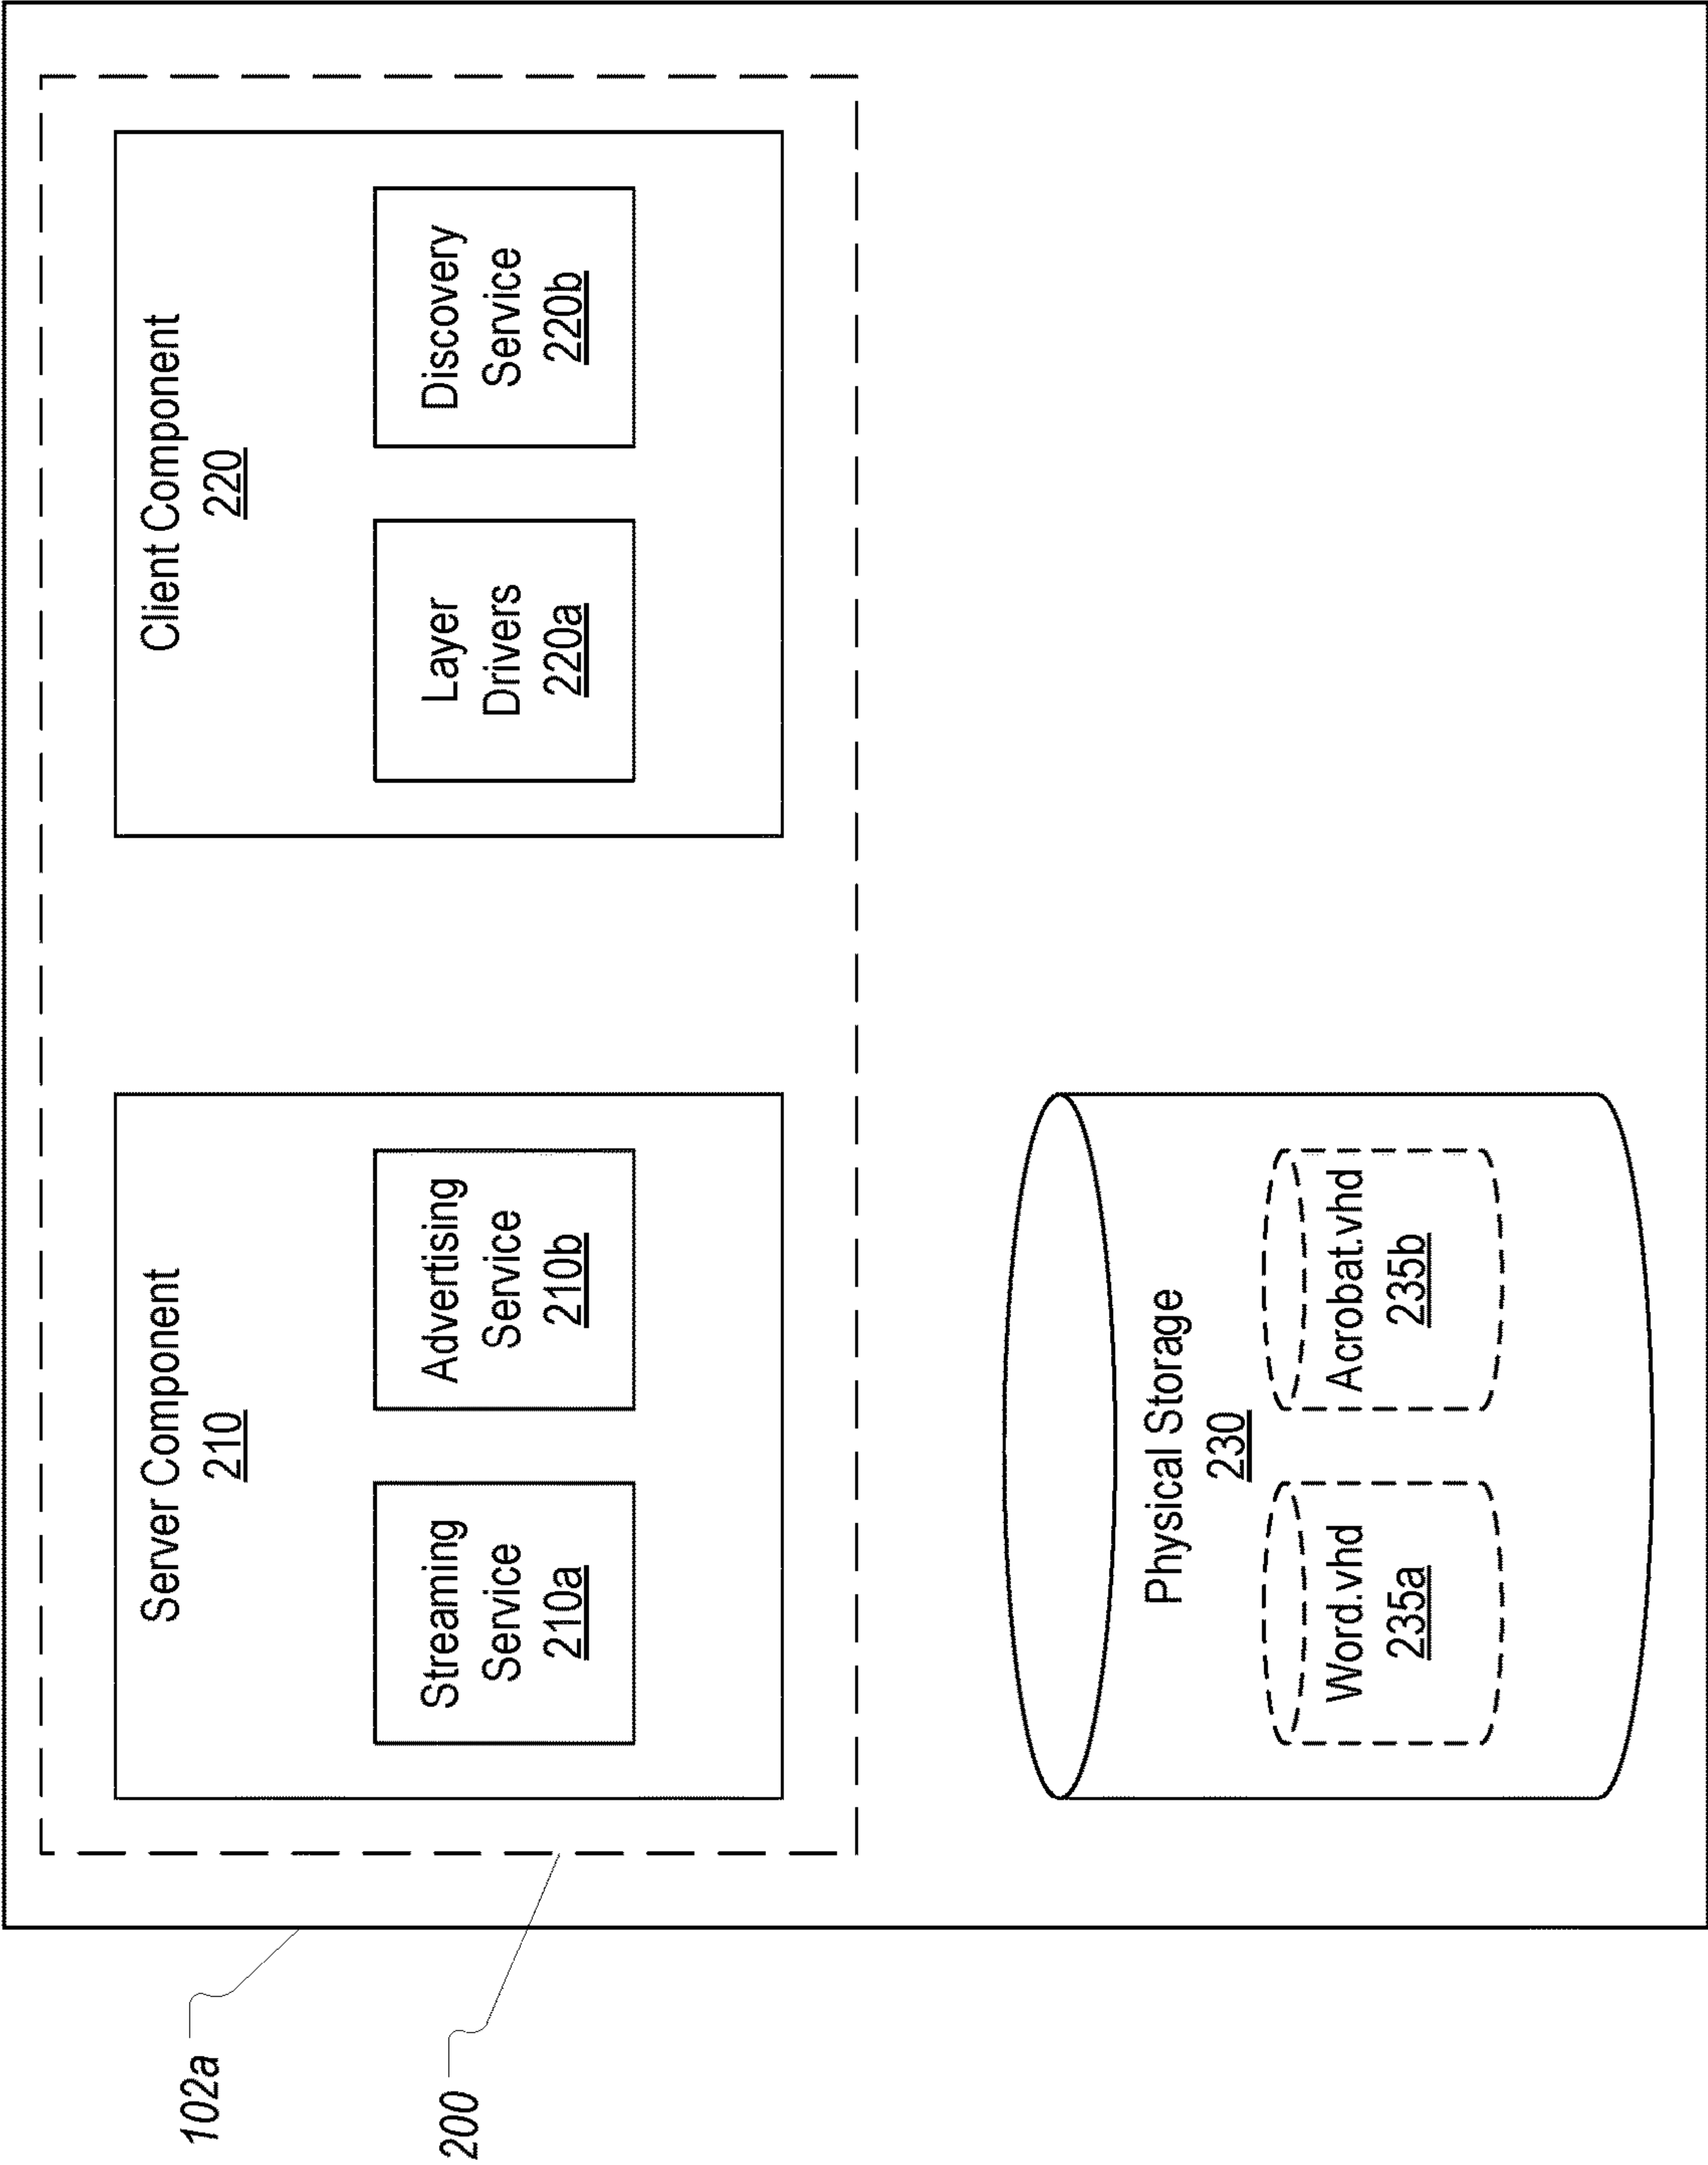 102a
200
Server Component
210
Streaming
Service
210a
Advertising
Service
210b
Client Component
220
Layer
Drivers
220a
Discovery
Service
220b
Physical Storage
230
Word.vhd
235a
Acrobat.vhd
235b